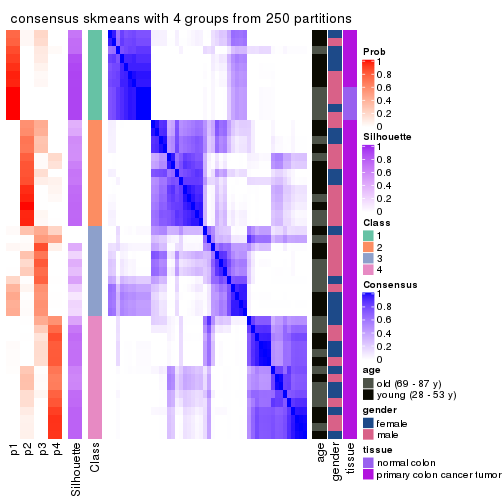 consensus skmeans with 4 groups from 250 partitions
Prob
1
0.8
0.6
0.4
0.2
0
Silhouette
1
0.8
0.6
0.4
0.2
0
Class
1
2
3
4
Consensus
1
0.8
0.6
0.4
0.2
0
age
old (69 - 87 y)
young (28 - 53 y)
gender
female
male
tissue
normal colon
primary colon cancer tumor
p1
p2
p3
p4
Silhouette
Class
age
gender
tissue